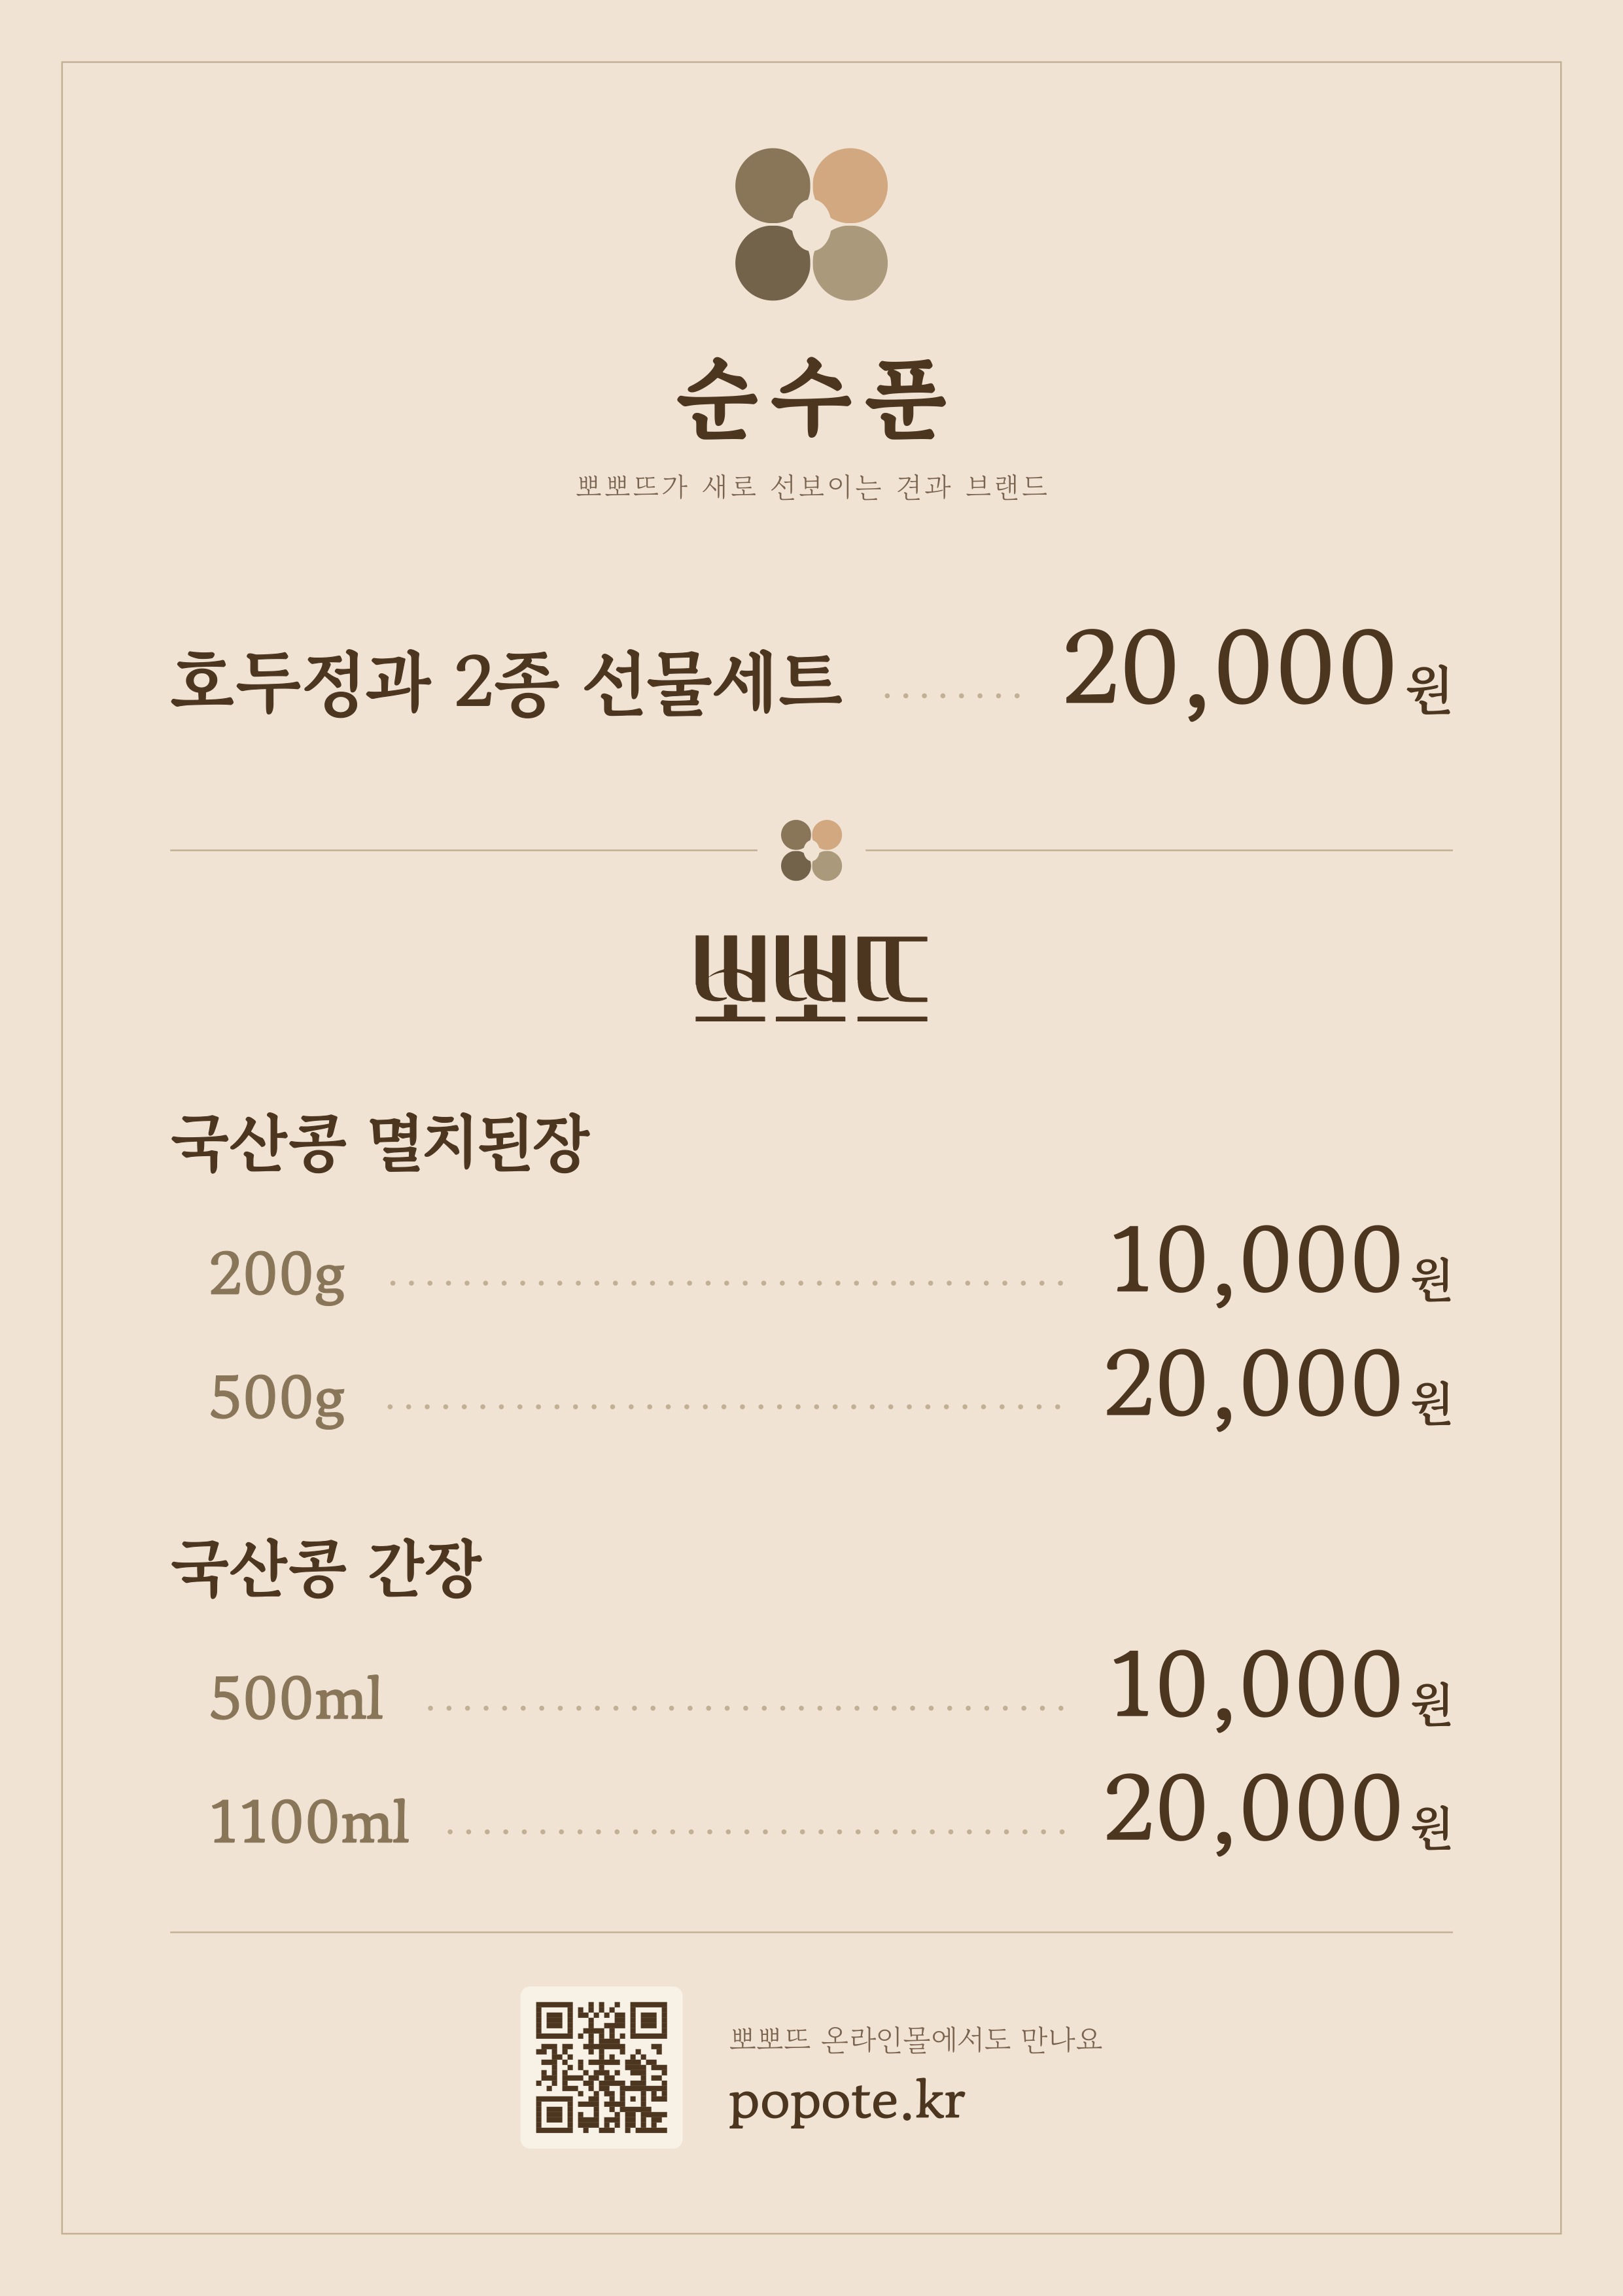 순수푼
뽀뽀뜨가 새로 선보이는 견과 브랜드
호두정과 2종 선물세트 ········ 20,000원
뽀뽀뜨
국산콩 멸치된장
200g ····················· 10,000원
500g ····················· 20,000원
국산콩 간장
500ml ····················· 10,000원
1100ml ····················· 20,000원
뽀뽀뜨 온라인몰에서도 만나요
popote.kr